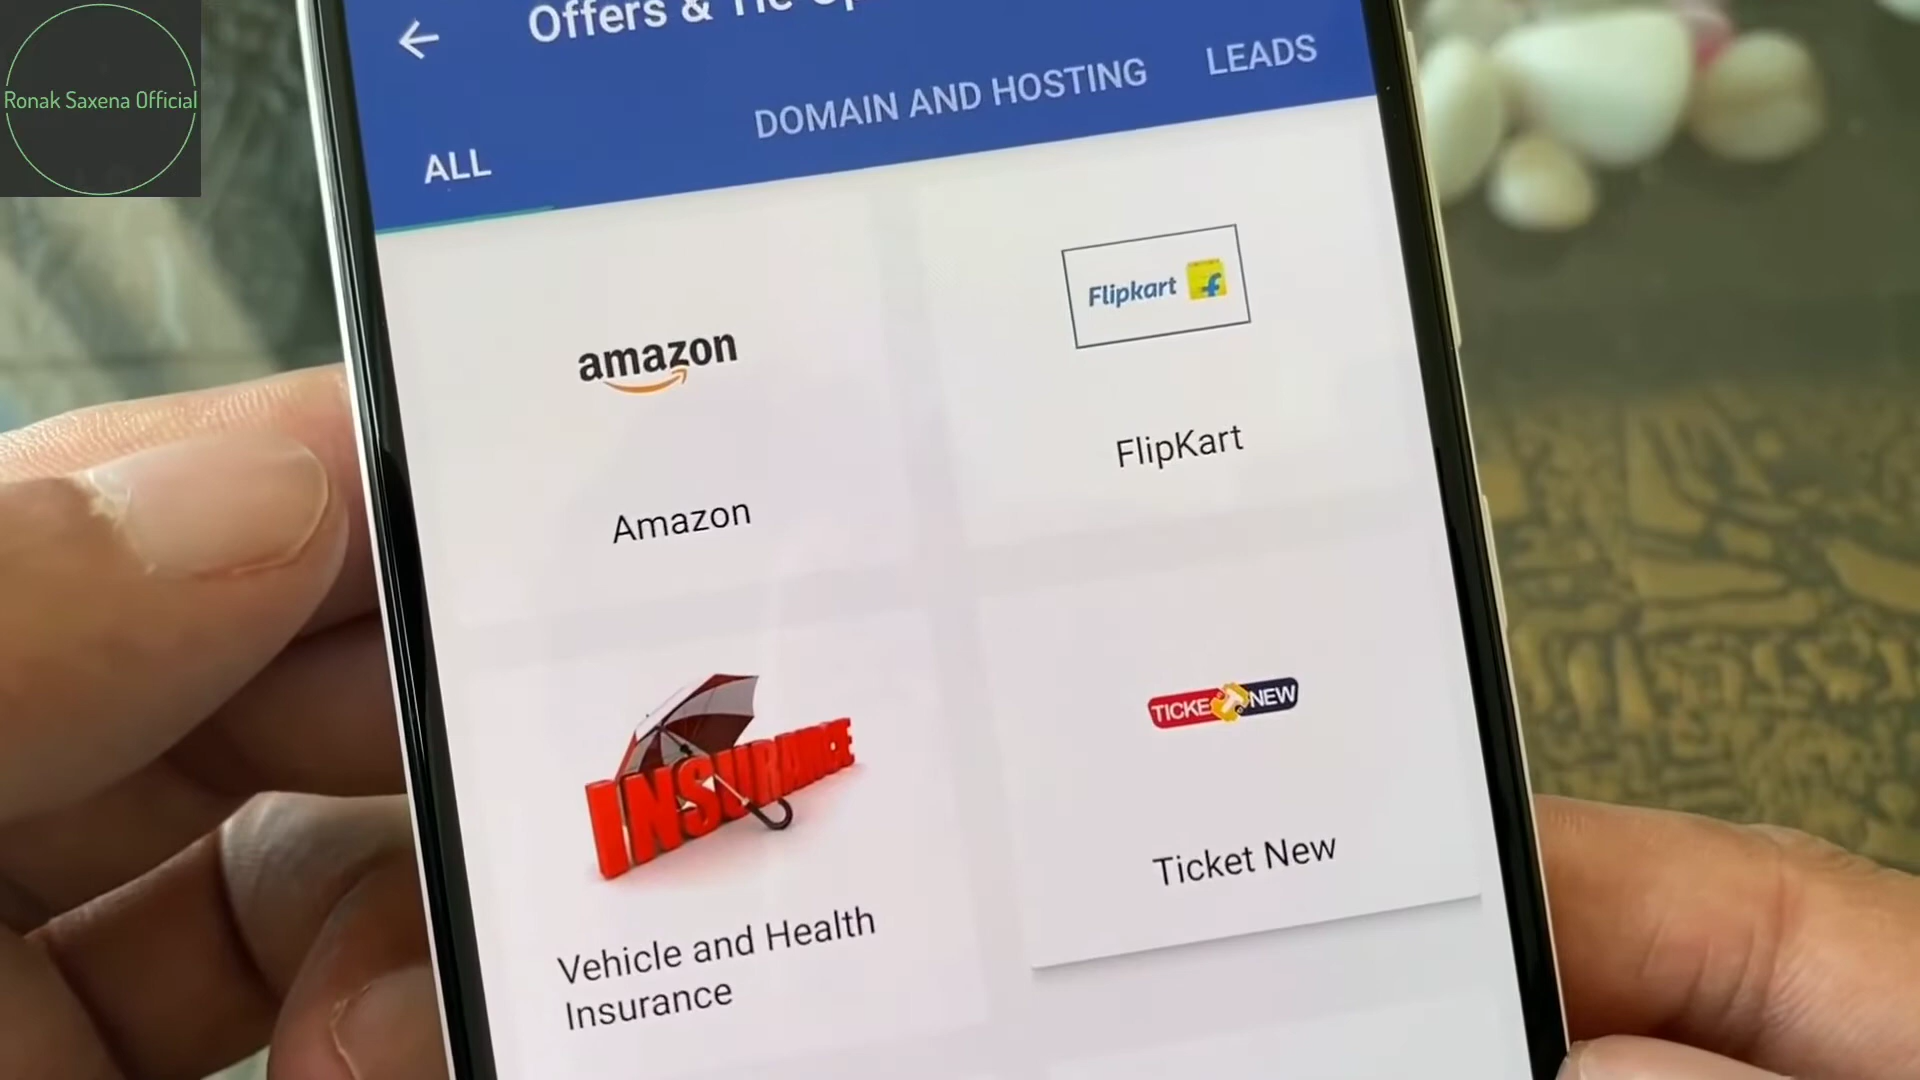 Ronak Saxena Official
Offers &
DOMAIN AND HOSTING
LEADS
ALL
amazon
Amazon
Flipkart
FlipKart
INSURANCE
Vehicle and Health
Insurance
TICKET NEW
Ticket New